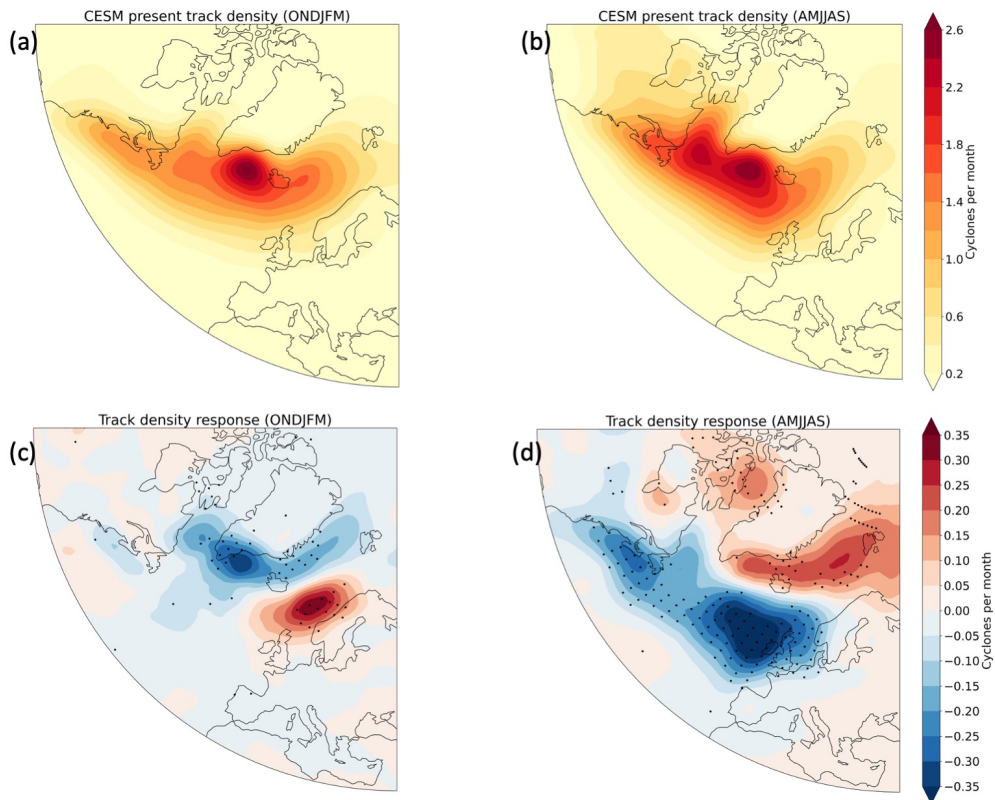 CESM present track density (ONDJFM)
(a)
CESM present track density (AMJJAS)
(b)
2.6
2.2
1.8
1.4
1.0
0.6
0.2
Cyclones per month
Track density response (ONDJFM)
(c)
Track density response (AMJJAS)
(d)
0.35
0.30
0.25
0.20
0.15
0.10
0.05
0.00
−0.05
−0.10
−0.15
−0.20
−0.25
−0.30
−0.35
Cyclones per month